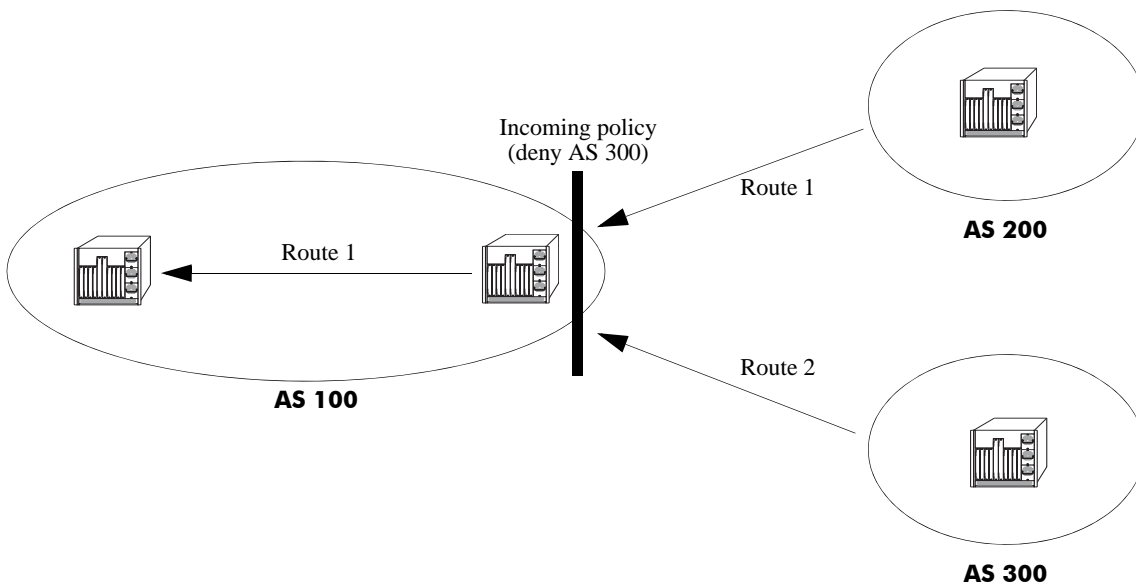 Incoming policy
(deny AS 300)
Route 1
AS 200
Route 1
AS 100
Route 2
AS 300